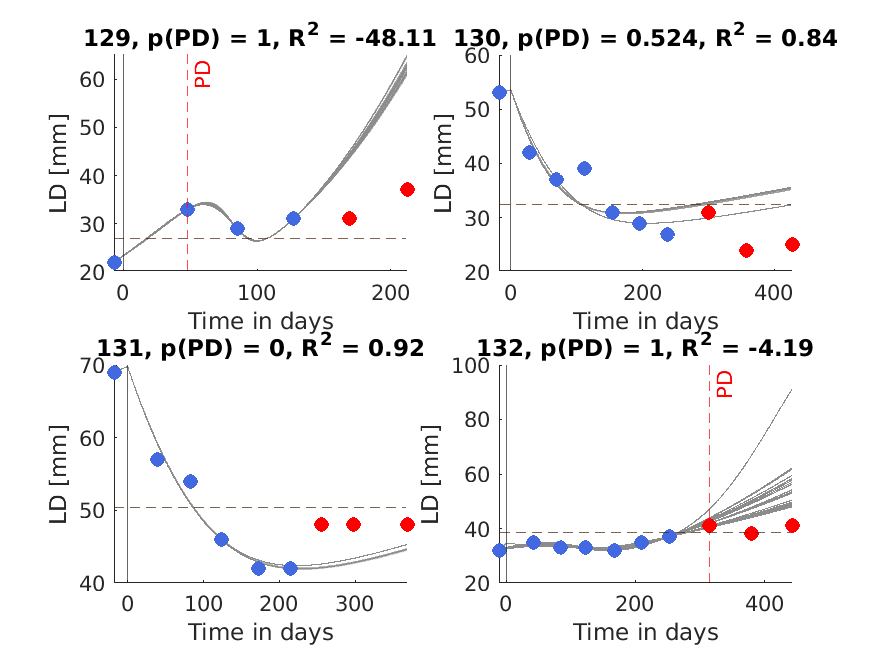 129, p(PD) = 1, R² = -48.11
130, p(PD) = 0.524, R² = 0.84
LD [mm]
60
50
40
30
20
PD
0
100
200
Time in days
LD [mm]
60
50
40
30
20
0
200
400
Time in days
131, p(PD) = 0, R² = 0.92
132, p(PD) = 1, R² = -4.19
LD [mm]
70
60
50
40
0
100
200
300
Time in days
LD [mm]
100
80
60
40
20
PD
0
200
400
Time in days